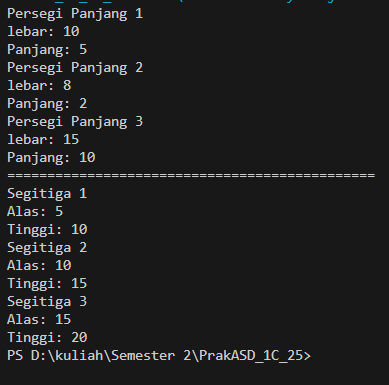 Persegi Panjang 1
lebar: 10
Panjang: 5
Persegi Panjang 2
lebar: 8
Panjang: 2
Persegi Panjang 3
lebar: 15
Panjang: 10
==============================================
Segitiga 1
Alas: 5
Tinggi: 10
Segitiga 2
Alas: 10
Tinggi: 15
Segitiga 3
Alas: 15
Tinggi: 20
PS D:\kuliah\Semester 2\PrakASD_1C_25>